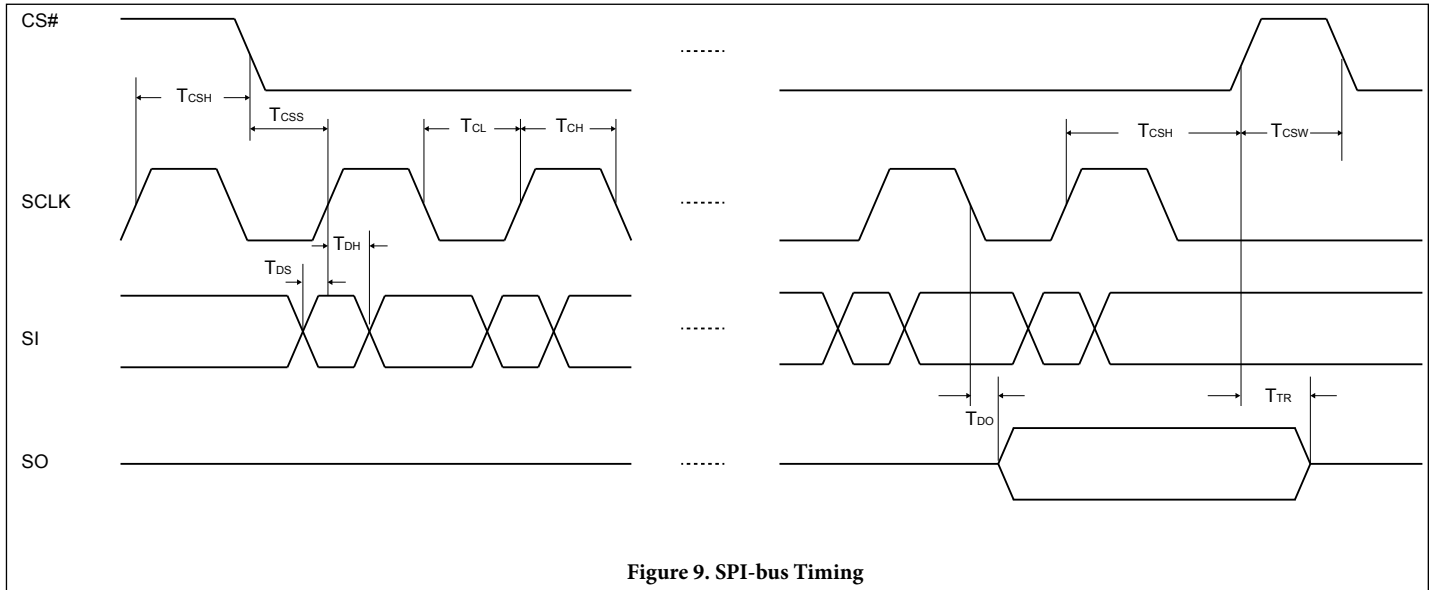 CS#
TCSH
TCSS
TCL
TCH
TCSH
TCSW
SCLK
TDH
TDS
SI
TTR
TDO
SO
Figure 9. SPI-bus Timing